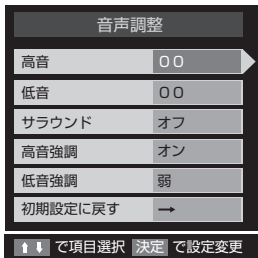 音声調整
高音 00
低音 00
サラウンド オフ
高音強調 オン
低音強調 弱
初期設定に戻す →
⬆⬇ で項目選択 決定 で設定変更